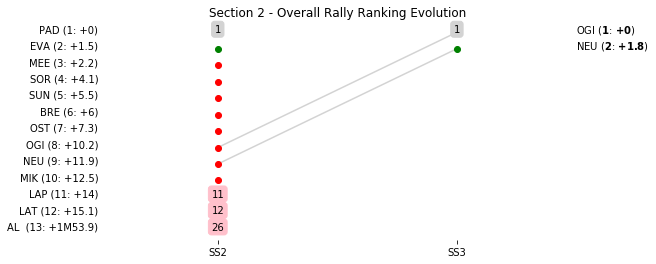 Section 2 - Overall Rally Ranking Evolution
PAD (1: +0)
1
1
OGI (1: +0)
EVA (2: +1.5)
NEU (2: +1.8)
MEE (3: +2.2)
SOR (4: +4.1)
SUN (5: +5.5)
BRE (6: +6)
OST (7: +7.3)
OGI (8: +10.2)
NEU (9: +11.9)
MIK (10: +12.5)
LAP (11: +14)
11
LAT (12: +15.1)
12
AL  (13: +1M53.9)
26
SS2
SS3